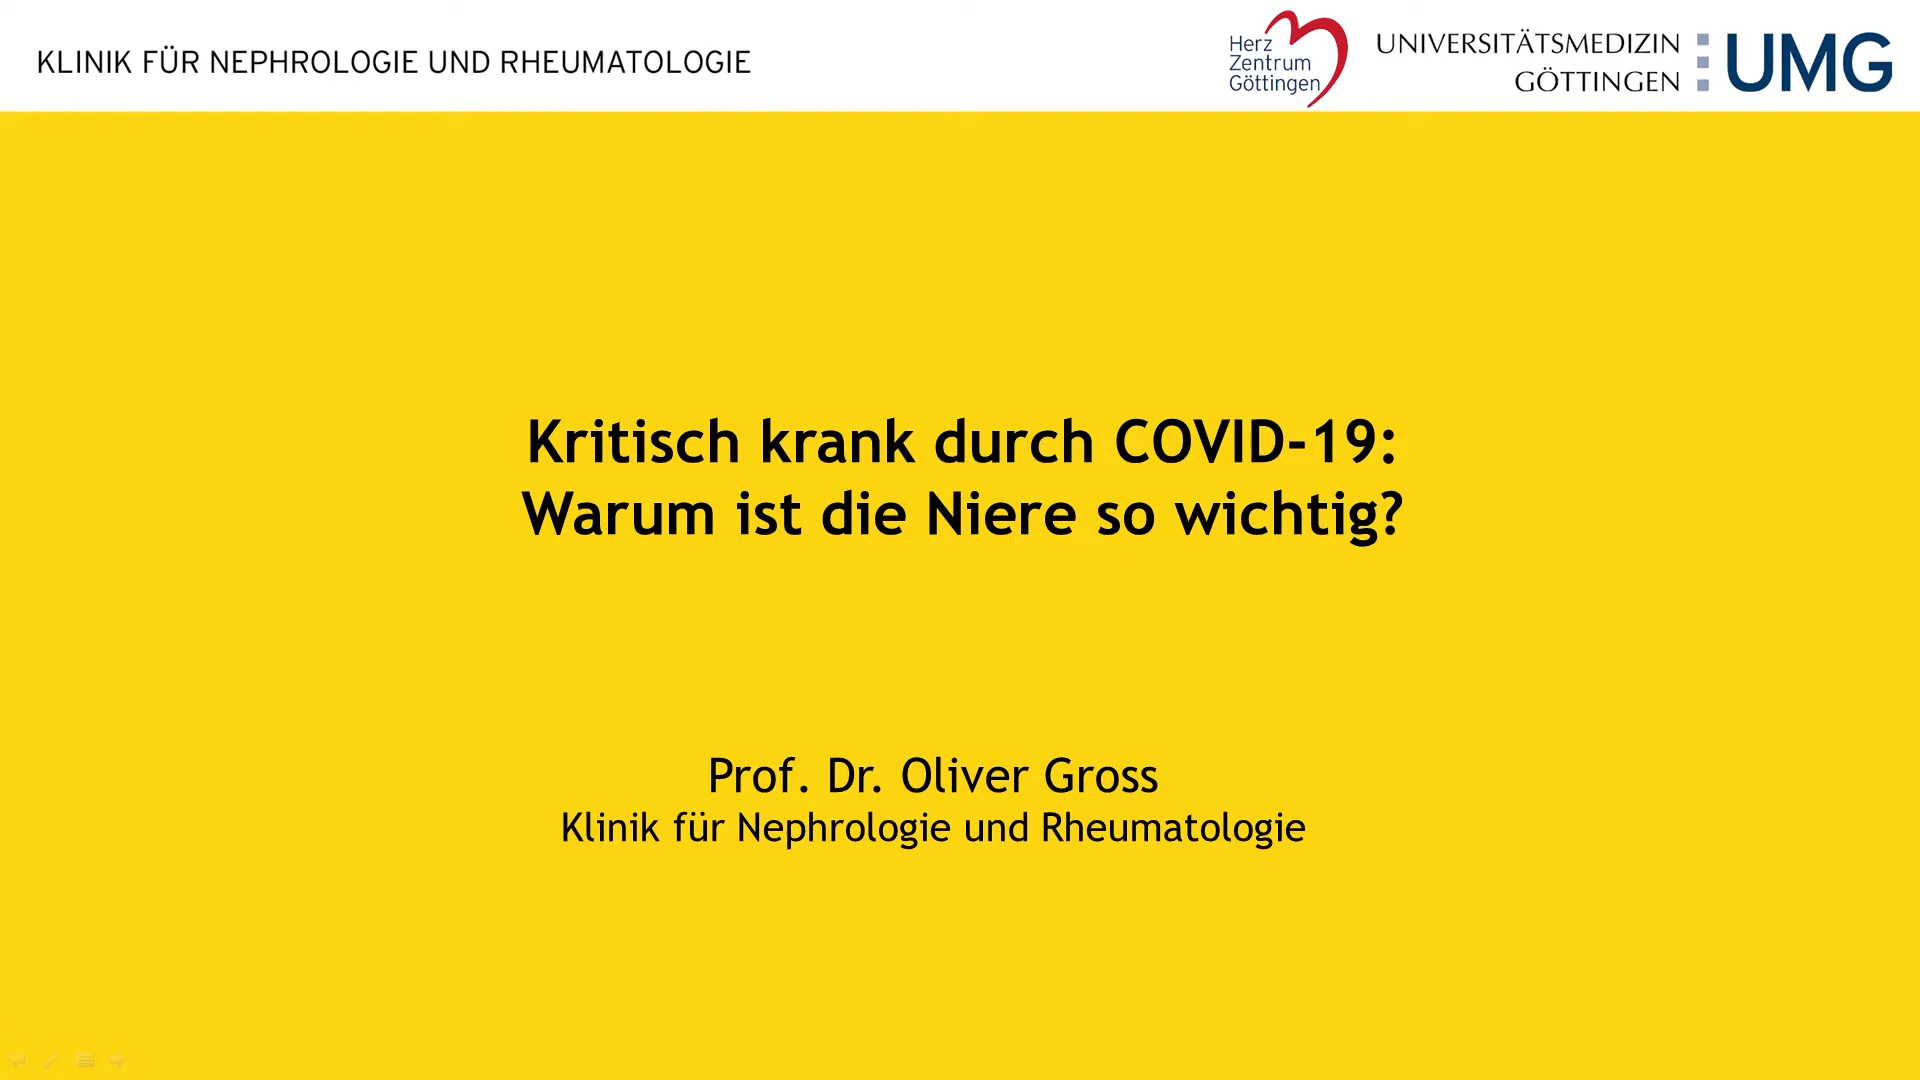 KLINIK FÜR NEPHROLOGIE UND RHEUMATOLOGIE
Herz
Zentrum
Göttingen
UNIVERSITÄTSMEDIZIN
GÖTTINGEN
UMG
Kritisch krank durch COVID-19:
Warum ist die Niere so wichtig?
Prof. Dr. Oliver Gross
Klinik für Nephrologie und Rheumatologie